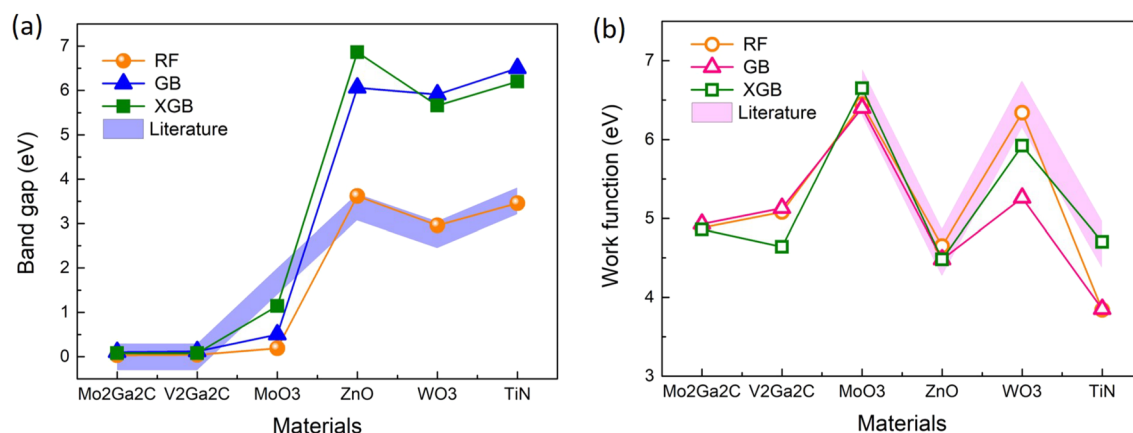 (a)
Band gap (eV)
7
6
5
4
3
2
1
0
RF
GB
XGB
Literature
Mo2Ga2C V2Ga2C MoO3 ZnO WO3 TiN
Materials
(b)
Work function (eV)
7
6
5
4
3
RF
GB
XGB
Literature
Mo2Ga2C V2Ga2C MoO3 ZnO WO3 TiN
Materials